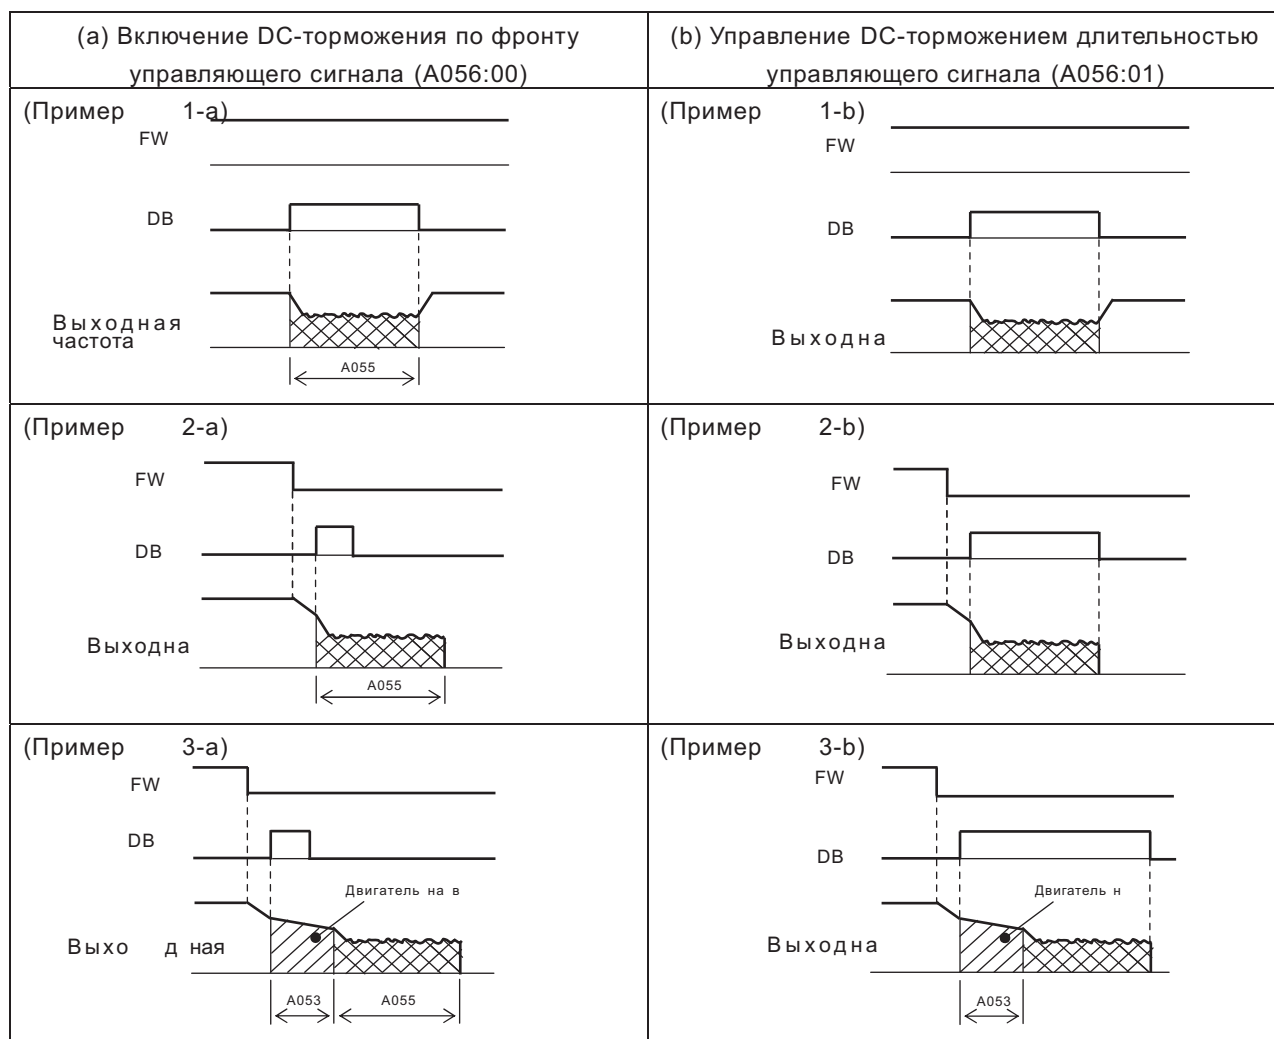 (a) Включение DC-торможения по фронту
управляющего сигнала (A056:00)
(b) Управление DC-торможением длительностью
управляющего сигнала (A056:01)
(Пример 1-a)
FW
DB
Выходная
частота
A055
(Пример 1-b)
FW
DB
Выходна
(Пример 2-a)
FW
DB
Выходна
A055
(Пример 2-b)
FW
DB
Выходна
(Пример 3-a)
FW
DB
Двигатель на в
Выхо д ная
A053 A055
(Пример 3-b)
FW
DB
Двигатель н
Выходна
A053